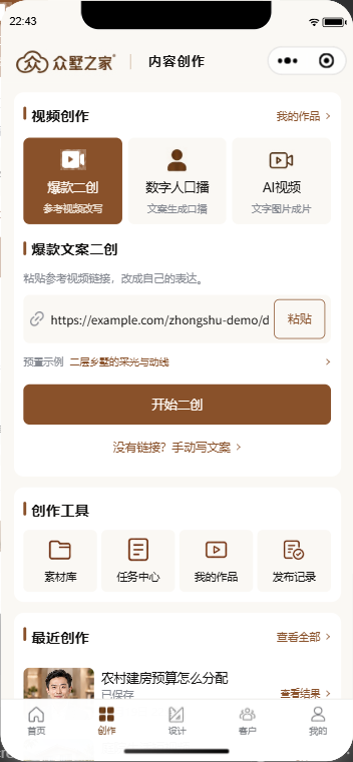 22:43
众墅之家 内容创作
视频创作 我的作品 >
爆款二创 数字人口播 AI视频
参考视频改写 文案生成口播 文字图片成片
爆款文案二创
粘贴参考视频链接，改成自己的表达。
https://example.com/zhongshu-demo/d 粘贴
预置示例 二层乡墅的采光与动线 >
开始二创
没有链接？手动写文案 >
创作工具
素材库 任务中心 我的作品 发布记录
最近创作 查看全部 >
农村建房预算怎么分配
已保存 查看结果 >
首页 创作 设计 客户 我的